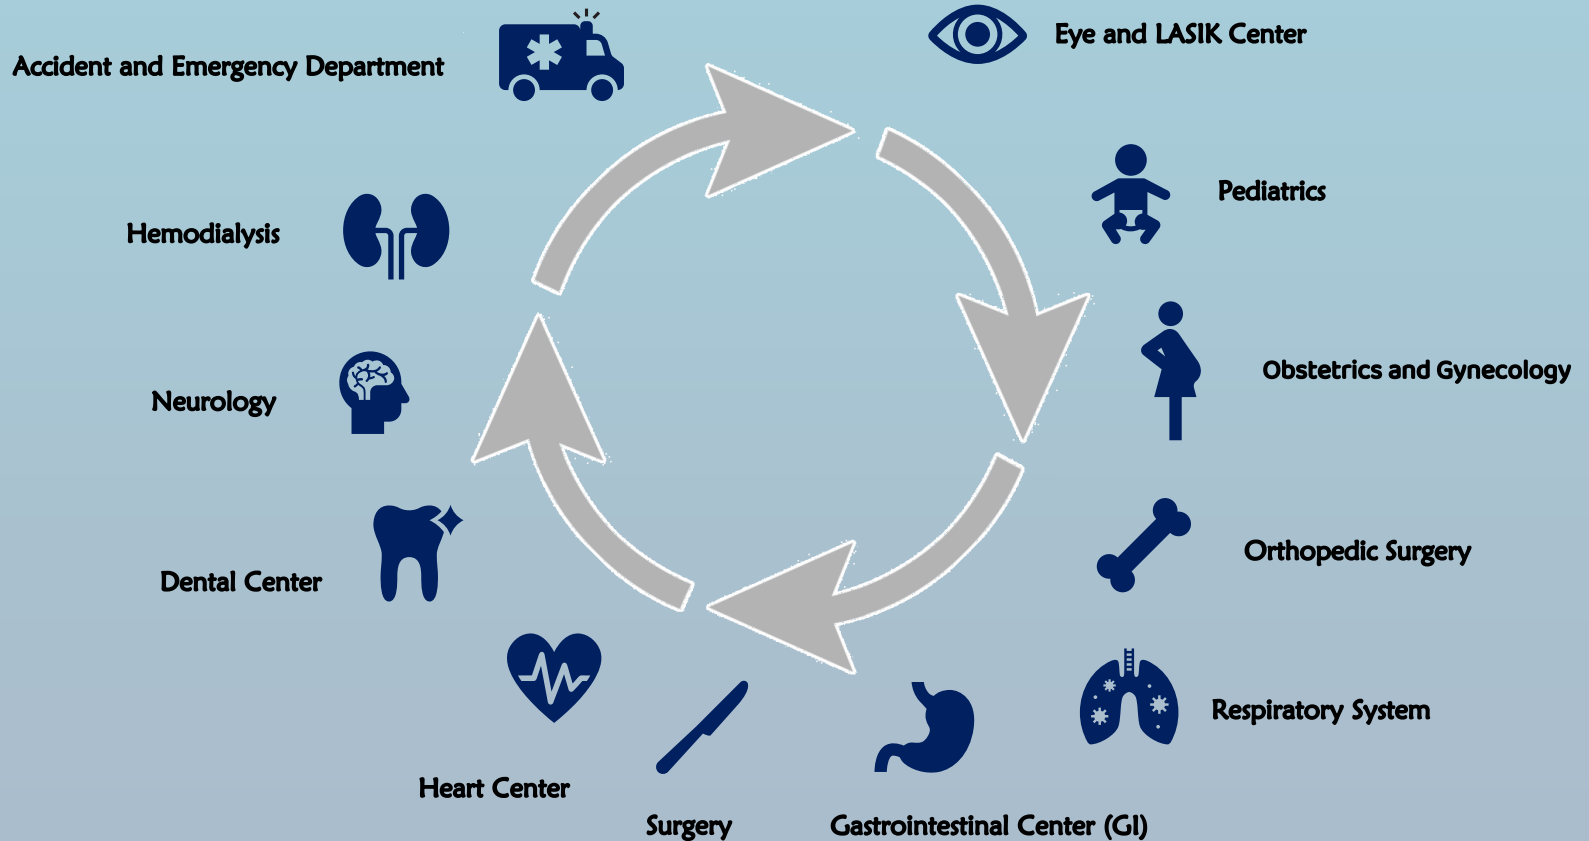 Eye and LASIK Center
Accident and Emergency Department
Pediatrics
Hemodialysis
Obstetrics and Gynecology
Neurology
Orthopedic Surgery
Dental Center
Respiratory System
Heart Center
Surgery
Gastrointestinal Center (GI)